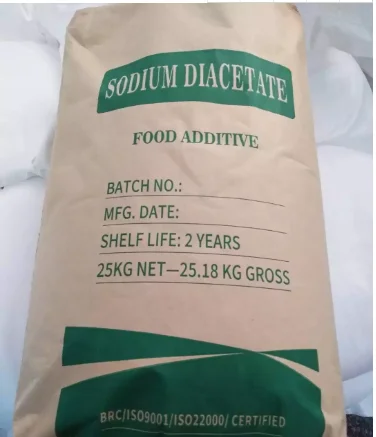 SODIUM DIACETATE
FOOD ADDITIVE
BATCH NO.:
MFG. DATE:
SHELF LIFE: 2 YEARS
25KG NET—25.18 KG GROSS
BRC/ISO9001/ISO22000/ CERTIFIED